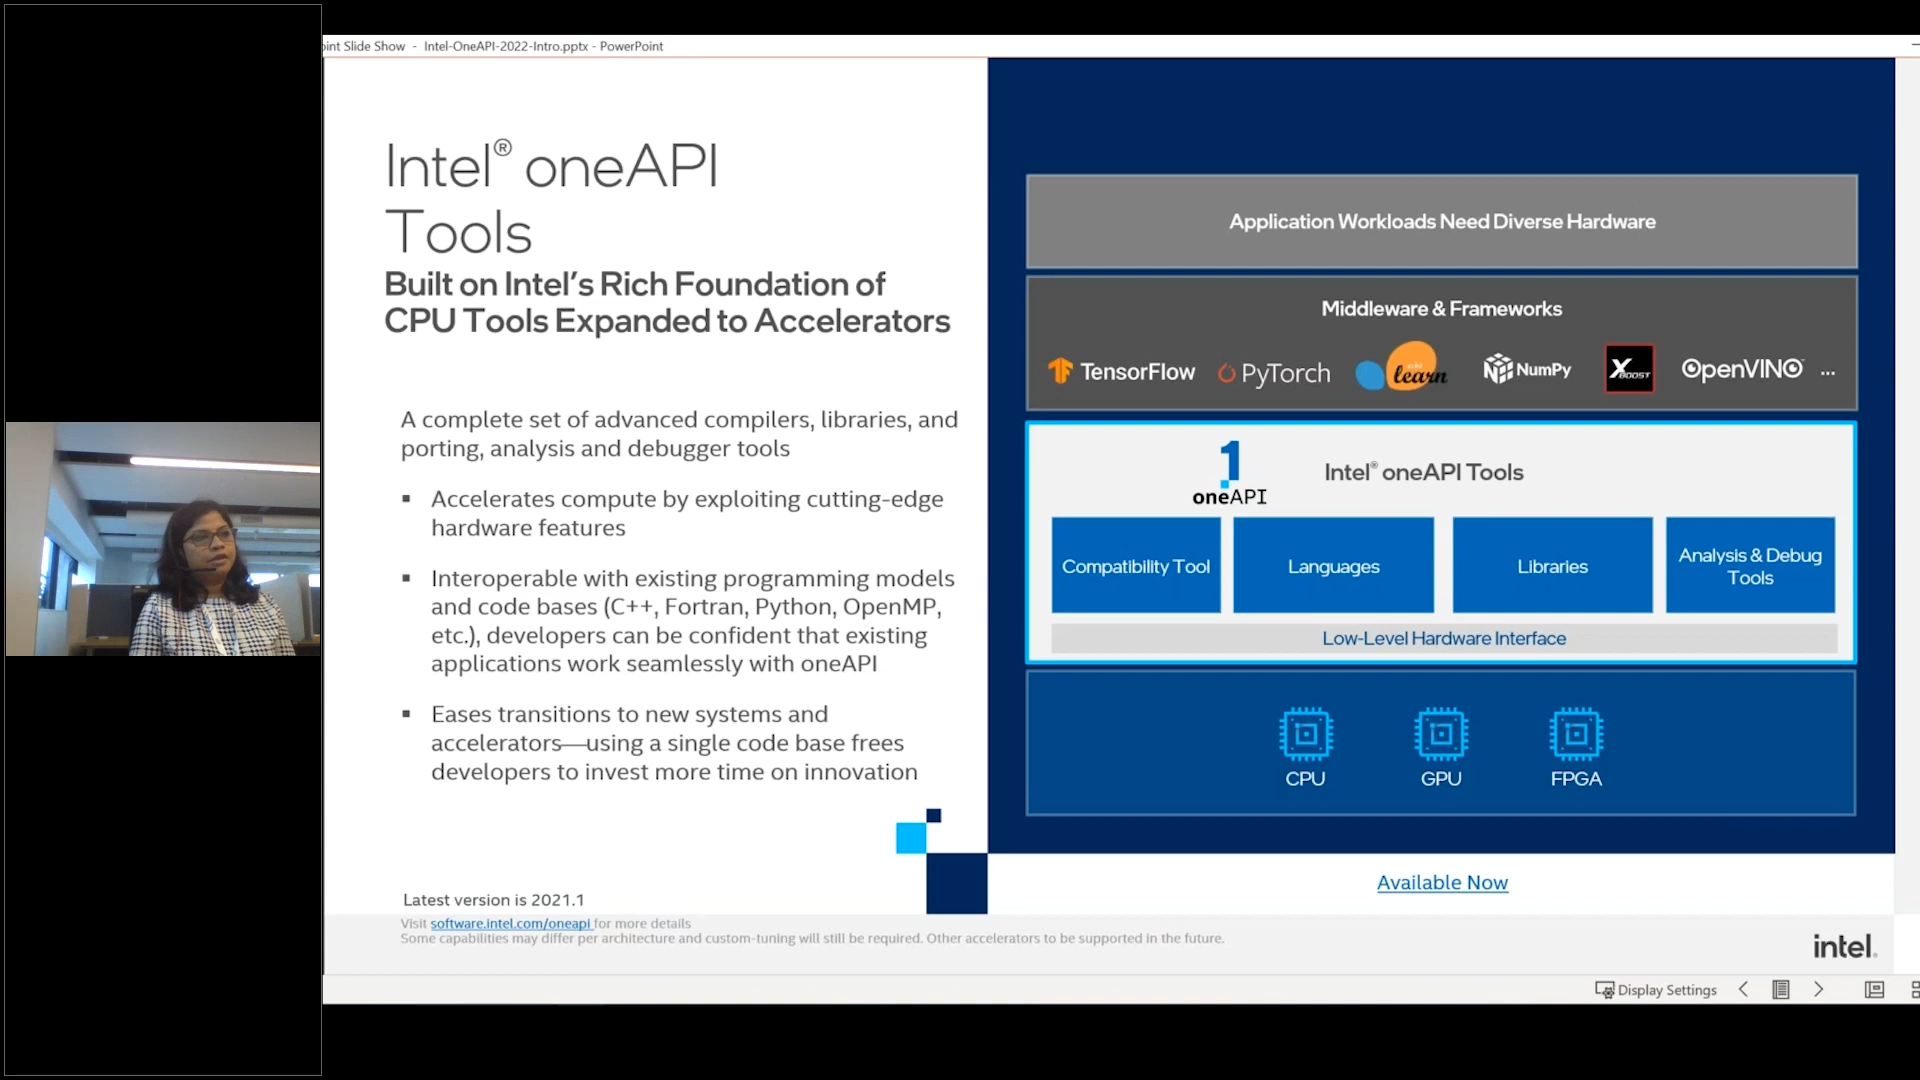 oint Slide Show - Intel-OneAPI-2022-Intro.pptx - PowerPoint
Intel® oneAPI
Tools
Built on Intel’s Rich Foundation of
CPU Tools Expanded to Accelerators
A complete set of advanced compilers, libraries, and
porting, analysis and debugger tools
▪ Accelerates compute by exploiting cutting-edge
hardware features
▪ Interoperable with existing programming models
and code bases (C++, Fortran, Python, OpenMP,
etc.), developers can be confident that existing
applications work seamlessly with oneAPI
▪ Eases transitions to new systems and
accelerators—using a single code base frees
developers to invest more time on innovation
Latest version is 2021.1
Visit software.intel.com/oneapi for more details
Some capabilities may differ per architecture and custom-tuning will still be required. Other accelerators to be supported in the future.
Application Workloads Need Diverse Hardware
Middleware & Frameworks
TensorFlow PyTorch learn NumPy XBOOST OpenVINO ...
1
oneAPI
Intel® oneAPI Tools
Compatibility Tool
Languages
Libraries
Analysis & Debug
Tools
Low-Level Hardware Interface
CPU GPU FPGA
Available Now
intel.
Display Settings